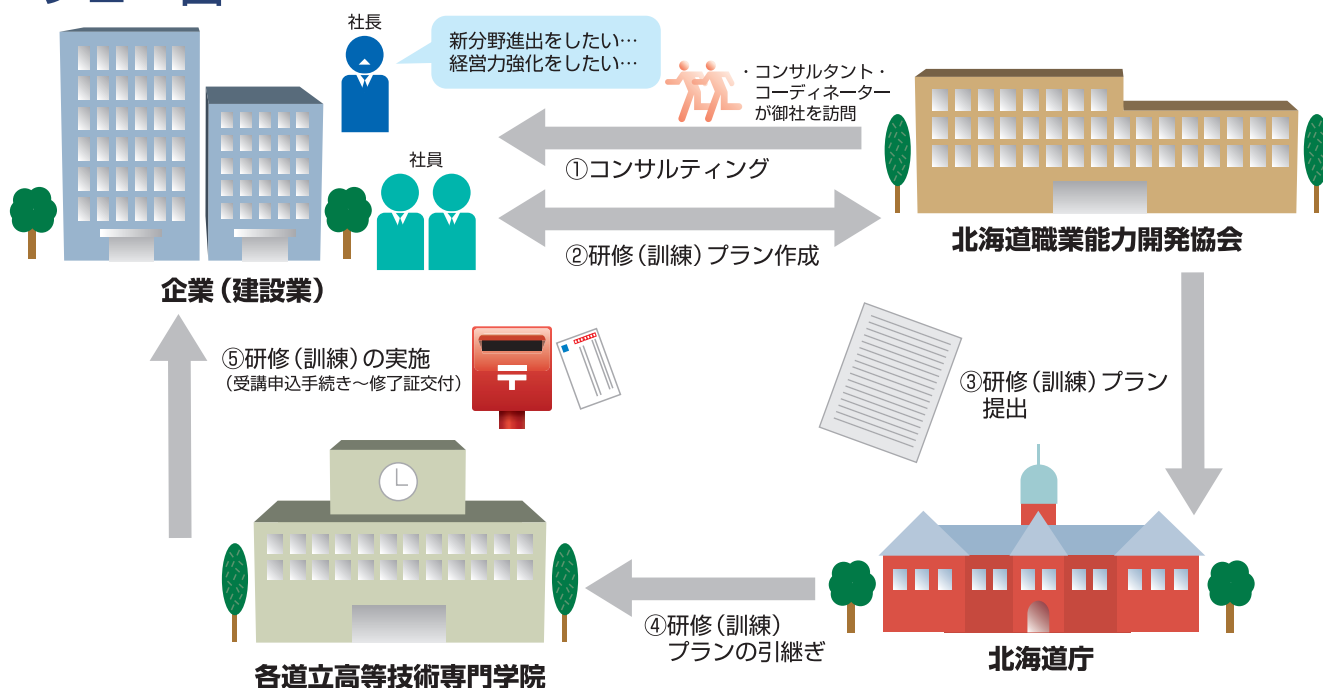 社長
新分野進出をしたい…
経営力強化をしたい…
・コンサルタント・
コーディネーター
が御社を訪問
①コンサルティング
社員
②研修（訓練）プラン作成
北海道職業能力開発協会
企業（建設業）
⑤研修（訓練）の実施
（受講申込手続き～修了証交付）
③研修（訓練）プラン
提出
④研修（訓練）
プランの引継ぎ
北海道庁
各道立高等技術専門学院